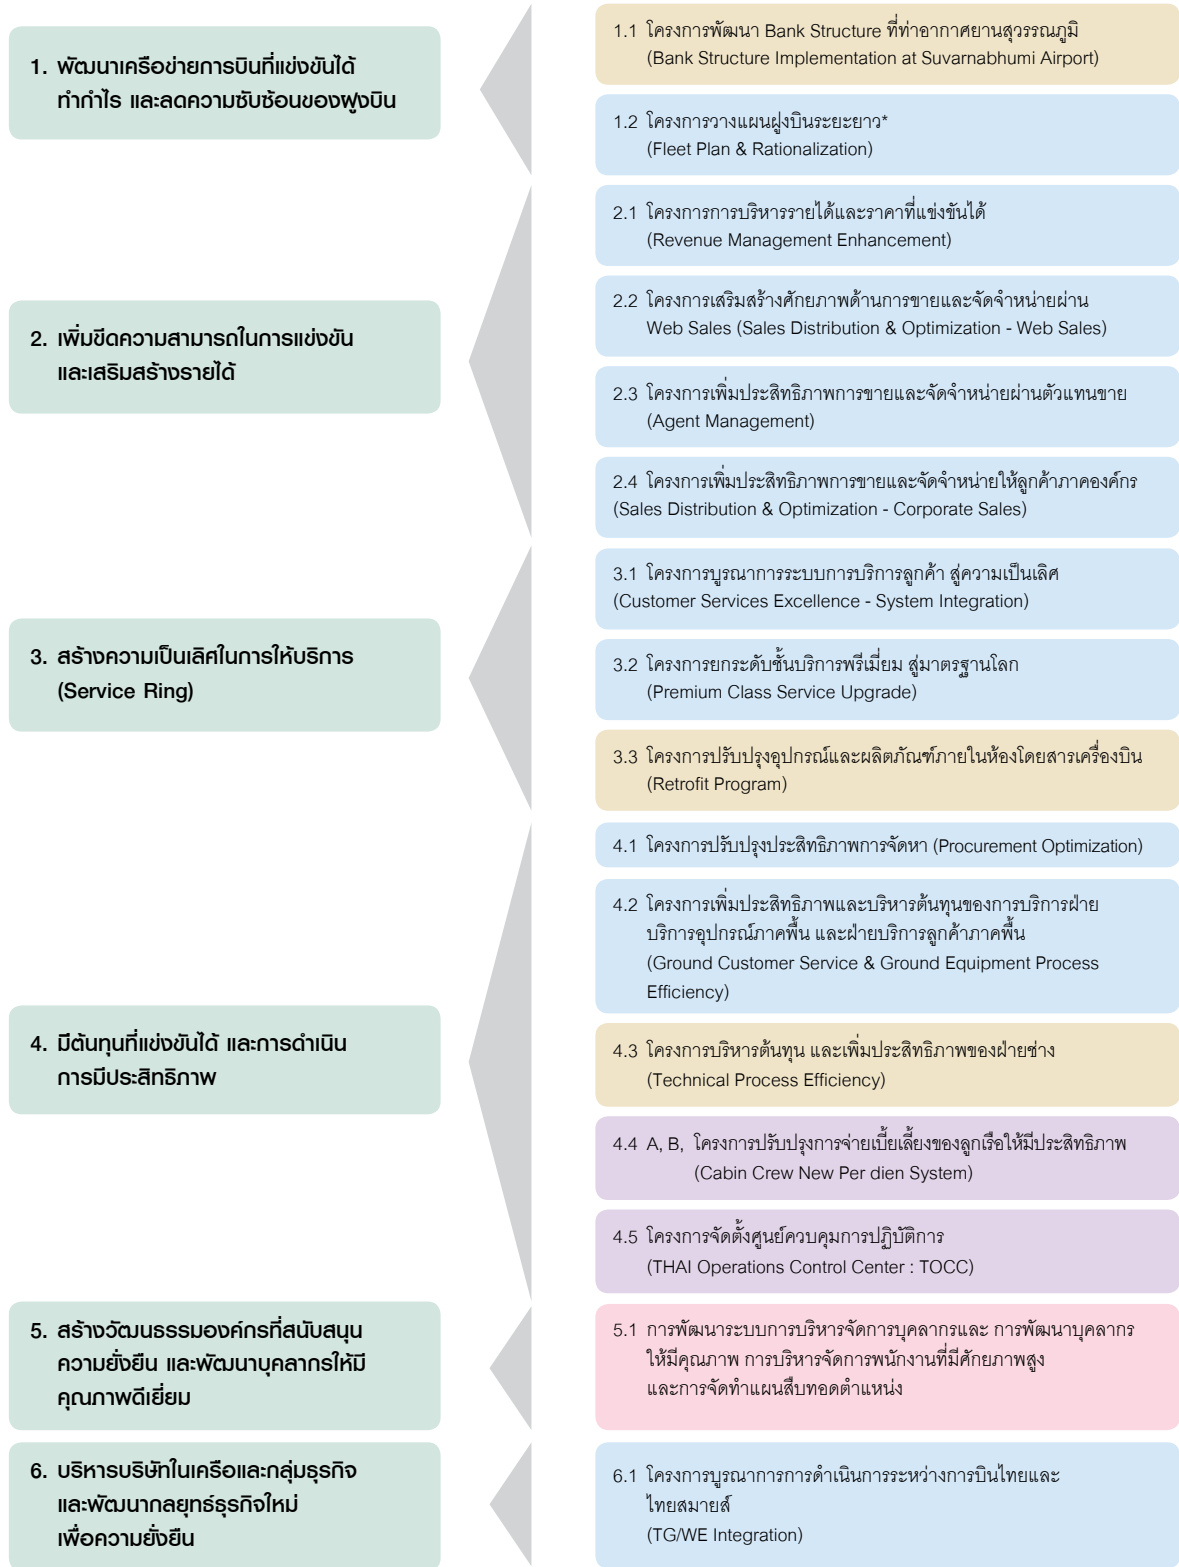 1. พัฒนาเครือข่ายการบินที่แข่งขันได้
ทำกำไร และลดความซับซ้อนของฝูงบิน
1.1 โครงการพัฒนา Bank Structure ที่ท่าอากาศยานสุวรรณภูมิ
(Bank Structure Implementation at Suvarnabhumi Airport)
1.2 โครงการวางแผนฝูงบินระยะยาว*
(Fleet Plan & Rationalization)
2. เพิ่มขีดความสามารถในการแข่งขัน
และเสริมสร้างรายได้
2.1 โครงการการบริหารรายได้และราคาที่แข่งขันได้
(Revenue Management Enhancement)
2.2 โครงการเสริมสร้างศักยภาพด้านการขายและจัดจำหน่ายผ่าน
Web Sales (Sales Distribution & Optimization - Web Sales)
2.3 โครงการเพิ่มประสิทธิภาพการขายและจัดจำหน่ายผ่านตัวแทนขาย
(Agent Management)
2.4 โครงการเพิ่มประสิทธิภาพการขายและจัดจำหน่ายให้ลูกค้าภาคองค์กร
(Sales Distribution & Optimization - Corporate Sales)
3. สร้างความเป็นเลิศในการให้บริการ
(Service Ring)
3.1 โครงการบูรณาการระบบการบริการลูกค้า สู่ความเป็นเลิศ
(Customer Services Excellence - System Integration)
3.2 โครงการยกระดับชั้นบริการพรีเมี่ยม สู่มาตรฐานโลก
(Premium Class Service Upgrade)
3.3 โครงการปรับปรุงอุปกรณ์และผลิตภัณฑ์ภายในห้องโดยสารเครื่องบิน
(Retrofit Program)
4. มีต้นทุนที่แข่งขันได้ และการดำเนิน
การมีประสิทธิภาพ
4.1 โครงการปรับปรุงประสิทธิภาพการจัดหา (Procurement Optimization)
4.2 โครงการเพิ่มประสิทธิภาพและบริหารต้นทุนของการบริการฝ่าย
บริการอุปกรณ์ภาคพื้น และฝ่ายบริการลูกค้าภาคพื้น
(Ground Customer Service & Ground Equipment Process
Efficiency)
4.3 โครงการบริหารต้นทุน และเพิ่มประสิทธิภาพของฝ่ายช่าง
(Technical Process Efficiency)
4.4 A, B, โครงการปรับปรุงการจ่ายเบี้ยเลี้ยงของลูกเรือให้มีประสิทธิภาพ
(Cabin Crew New Per dien System)
4.5 โครงการจัดตั้งศูนย์ควบคุมการปฏิบัติการ
(THAI Operations Control Center : TOCC)
5. สร้างวัฒนธรรมองค์กรที่สนับสนุน
ความยั่งยืน และพัฒนาบุคลากรให้มี
คุณภาพดีเยี่ยม
5.1 การพัฒนาระบบการบริหารจัดการบุคลากรและ การพัฒนาบุคลากร
ให้มีคุณภาพ การบริหารจัดการพนักงานที่มีศักยภาพสูง
และการจัดทำแผนสืบทอดตำแหน่ง
6. บริหารบริษัทในเครือและกลุ่มธุรกิจ
และพัฒนากลยุทธ์ธุรกิจใหม่
เพื่อความยั่งยืน
6.1 โครงการบูรณาการการดำเนินการระหว่างการบินไทยและ
ไทยสมายล์
(TG/WE Integration)